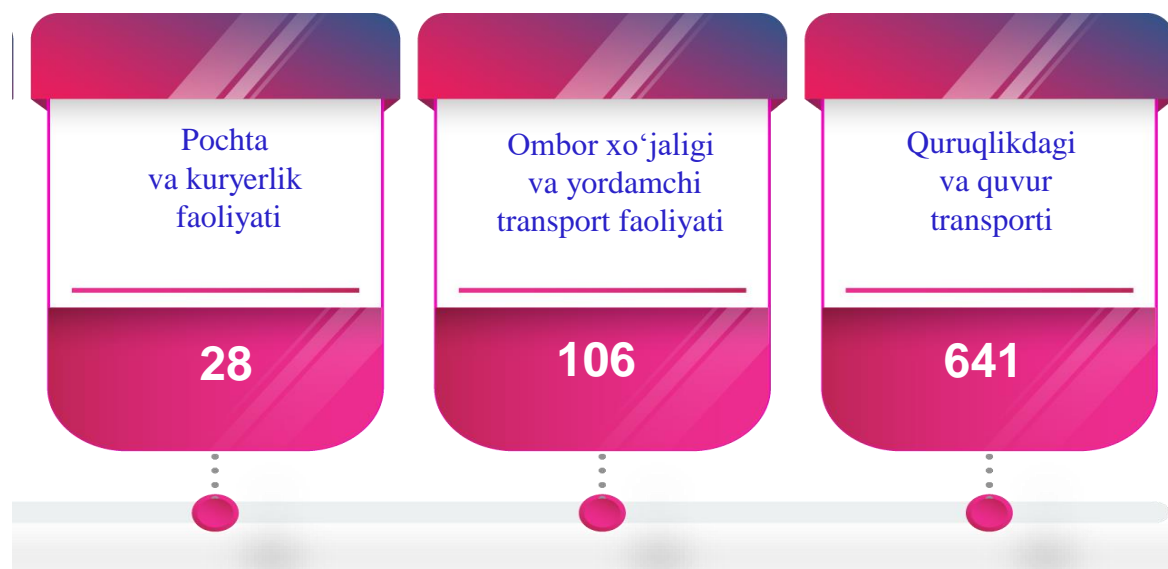 Pochta
va kuryerlik
faoliyati
28
Ombor xo‘jaligi
va yordamchi
transport faoliyati
106
Quruqlikdagi
va quvur
transporti
641